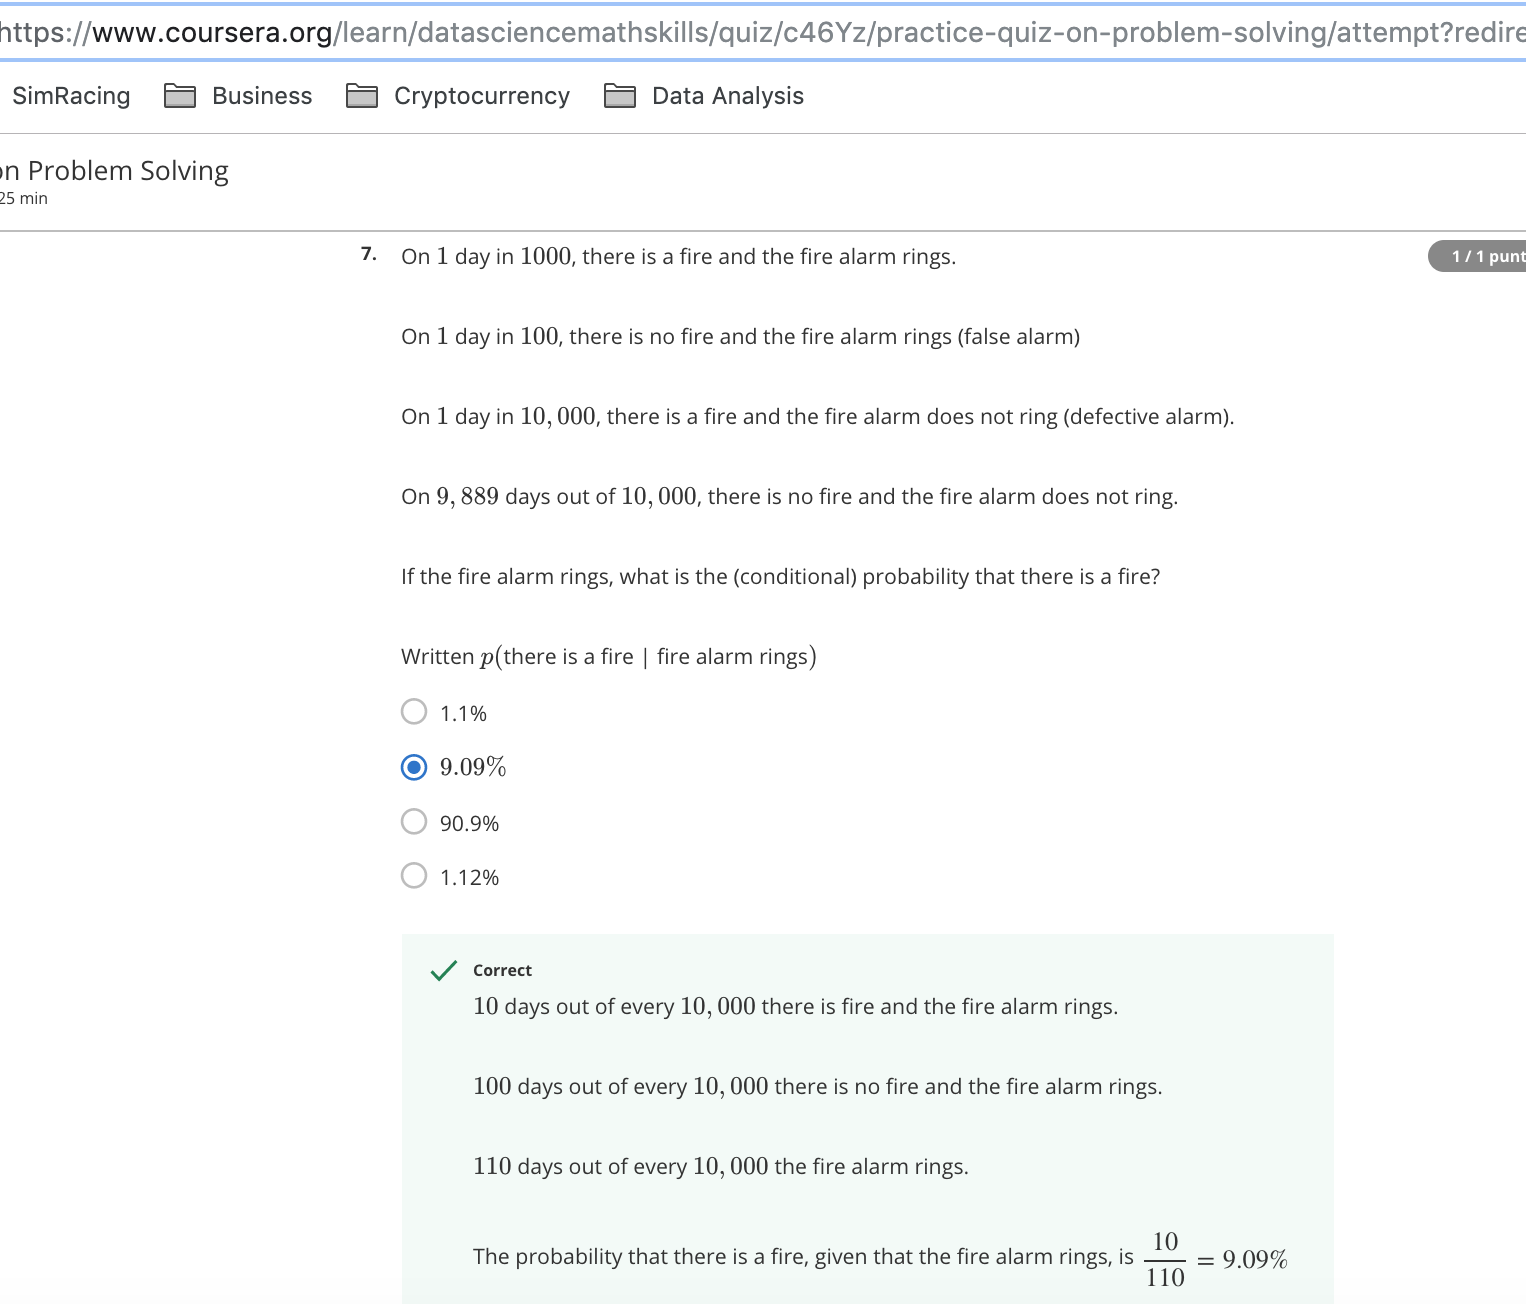 https://www.coursera.org/learn/datasciencemathskills/quiz/c46Yz/practice-quiz-on-problem-solving/attempt?redire
SimRacing Business Cryptocurrency Data Analysis
on Problem Solving
25 min
7. On 1 day in 1000, there is a fire and the fire alarm rings. 1 / 1 punt
On 1 day in 100, there is no fire and the fire alarm rings (false alarm)
On 1 day in 10,000, there is a fire and the fire alarm does not ring (defective alarm).
On 9,889 days out of 10,000, there is no fire and the fire alarm does not ring.
If the fire alarm rings, what is the (conditional) probability that there is a fire?
Written p(there is a fire | fire alarm rings)
1.1%
9.09%
90.9%
1.12%
Correct
10 days out of every 10,000 there is fire and the fire alarm rings.
100 days out of every 10,000 there is no fire and the fire alarm rings.
110 days out of every 10,000 the fire alarm rings.
The probability that there is a fire, given that the fire alarm rings, is 10/110 = 9.09%